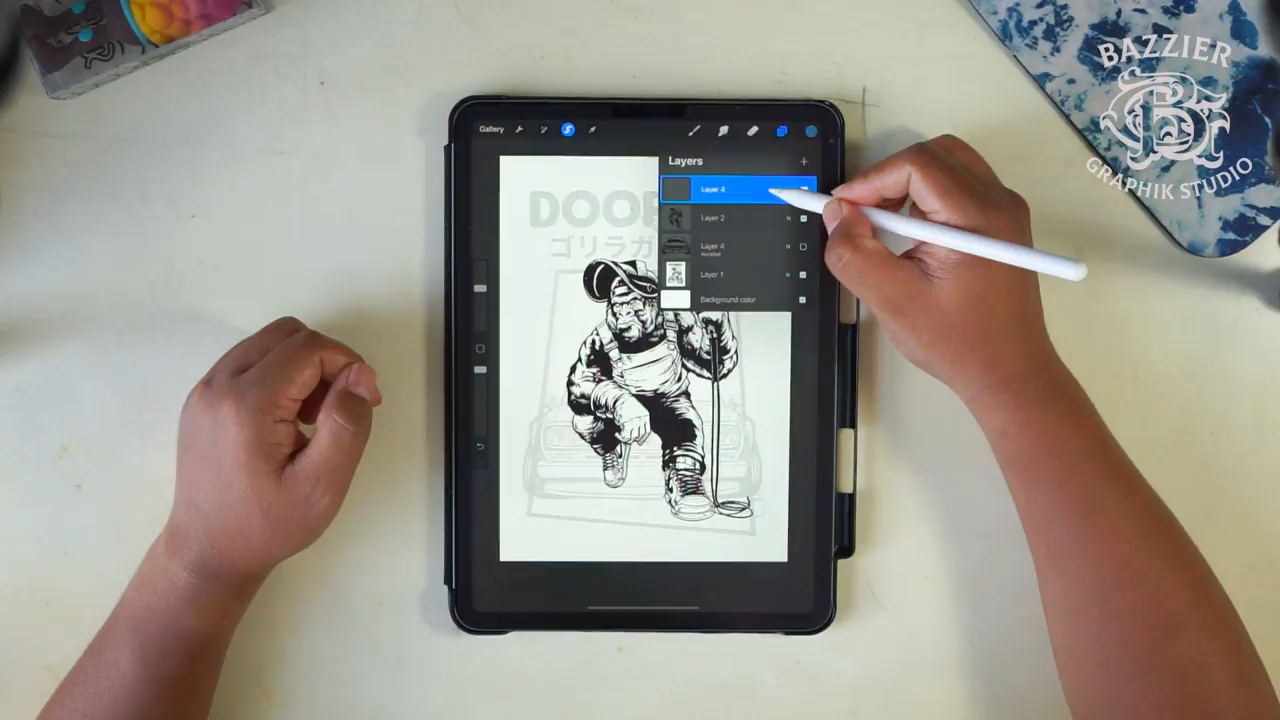 BAZZIER
GRAPHIK STUDIO
Gallery
Layers
Layer 4
N
Layer 2
N
Layer 4
N
Layer 1
Background color
DOOR
ゴリラガ